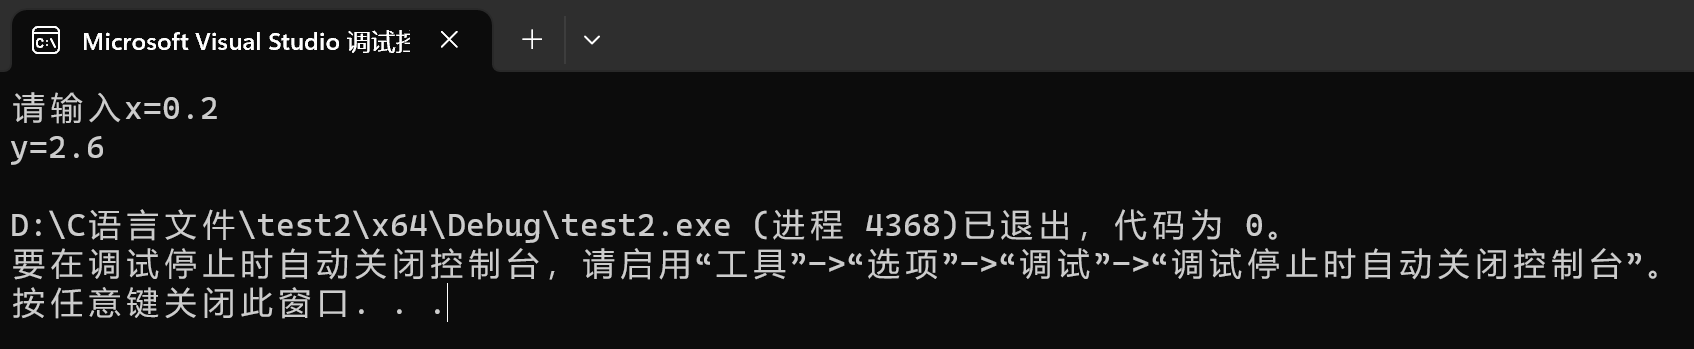 Microsoft Visual Studio 调试
请输入x=0.2
y=2.6
D:\C语言文件\test2\x64\Debug\test2.exe (进程 4368)已退出，代码为 0。
要在调试停止时自动关闭控制台，请启用“工具”->“选项”->“调试”->“调试停止时自动关闭控制台”。
按任意键关闭此窗口. . .